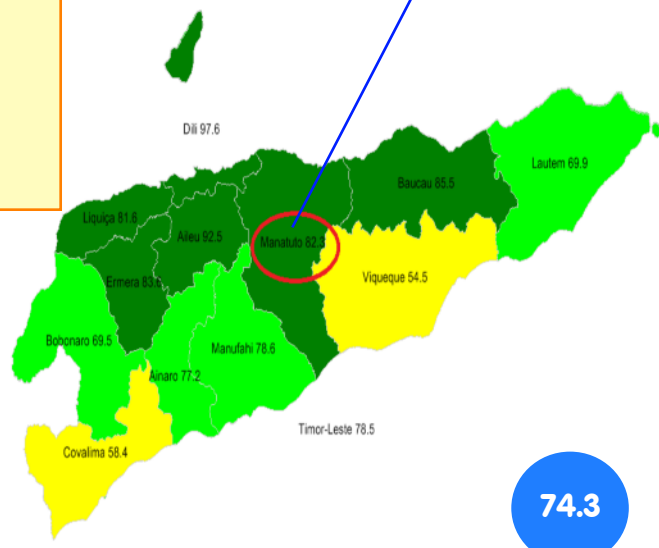 Dili 97.6
Lautem 69.9
Baucau 85.5
Liquiça 81.6
Aileu 92.5
Manatuto 82.3
Ermera 83.6
Viqueque 54.5
Bobonaro 69.5
Manufahi 78.6
Ainaro 77.2
Timor-Leste 78.5
Covalima 58.4
74.3